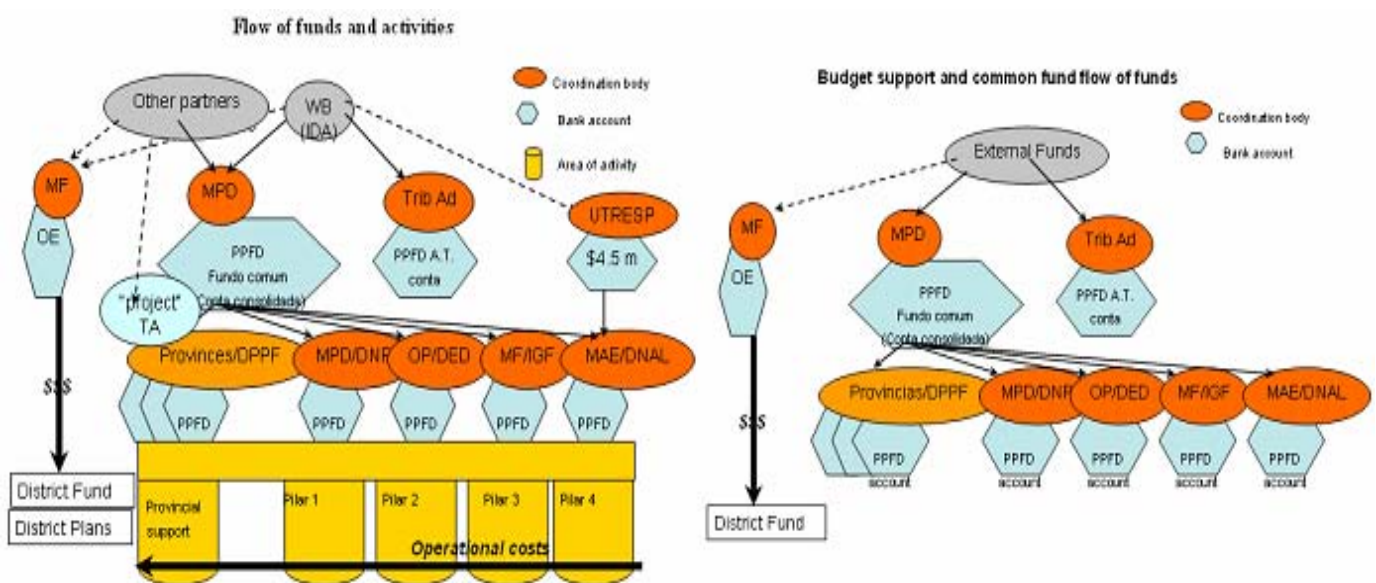 Flow of funds and activities
Other partners
WB
(IDA)
Coordination body
Bank account
Area of activity
MF
MPD
Trib Ad
UTRESP
OE
PPFD
Fundo comum
(Conta consolidada)
PPFD A.T.
conta
$4.5 m
"project"
TA
Provinces/DPPF
MPD/DNP
OP/DED
MF/IGF
MAE/DNAL
$$$
PPFD
PPFD
PPFD
PPFD
PPFD
District Fund
District Plans
Provincial
support
Pilar 1
Pilar 2
Pilar 3
Pilar 4
Operational costs
Budget support and common fund flow of funds
Coordination body
Bank account
External Funds
MF
MPD
Trib Ad
OE
PPFD
Fundo comum
(Conta consolidada)
PPFD A.T.
conta
Provincias/DPPF
MPD/DNP
OP/DED
MF/IGF
MAE/DNAL
$$$
PPFD
account
PPFD
account
PPFD
account
PPFD
account
PPFD
account
District Fund